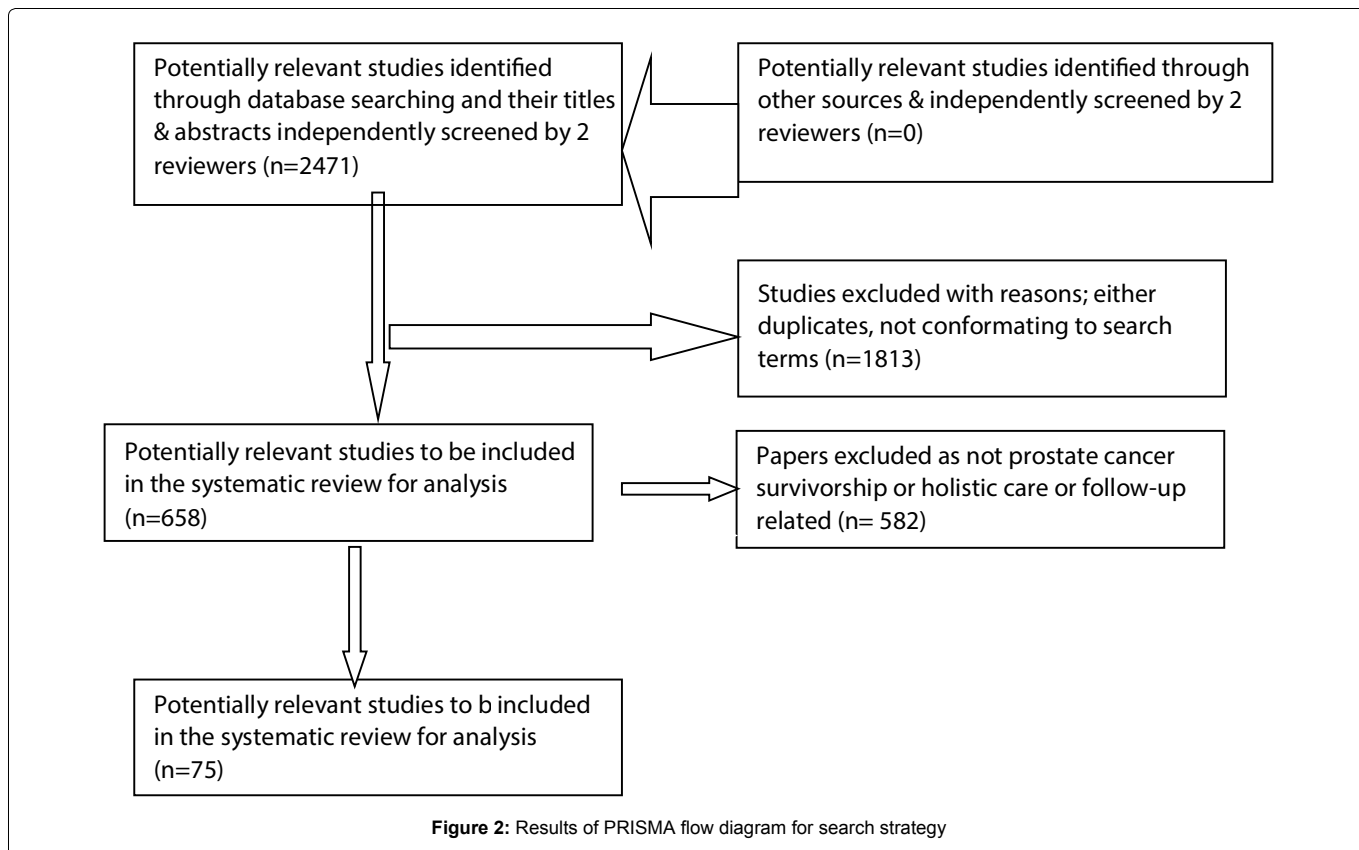 Potentially relevant studies identified
through database searching and their titles
& abstracts independently screened by 2
reviewers (n=2471)
Potentially relevant studies identified through
other sources & independently screened by 2
reviewers (n=0)
Studies excluded with reasons; either
duplicates, not conformating to search
terms (n=1813)
Potentially relevant studies to be included
in the systematic review for analysis
(n=658)
Papers excluded as not prostate cancer
survivorship or holistic care or follow-up
related (n= 582)
Potentially relevant studies to b included
in the systematic review for analysis
(n=75)
Figure 2: Results of PRISMA flow diagram for search strategy